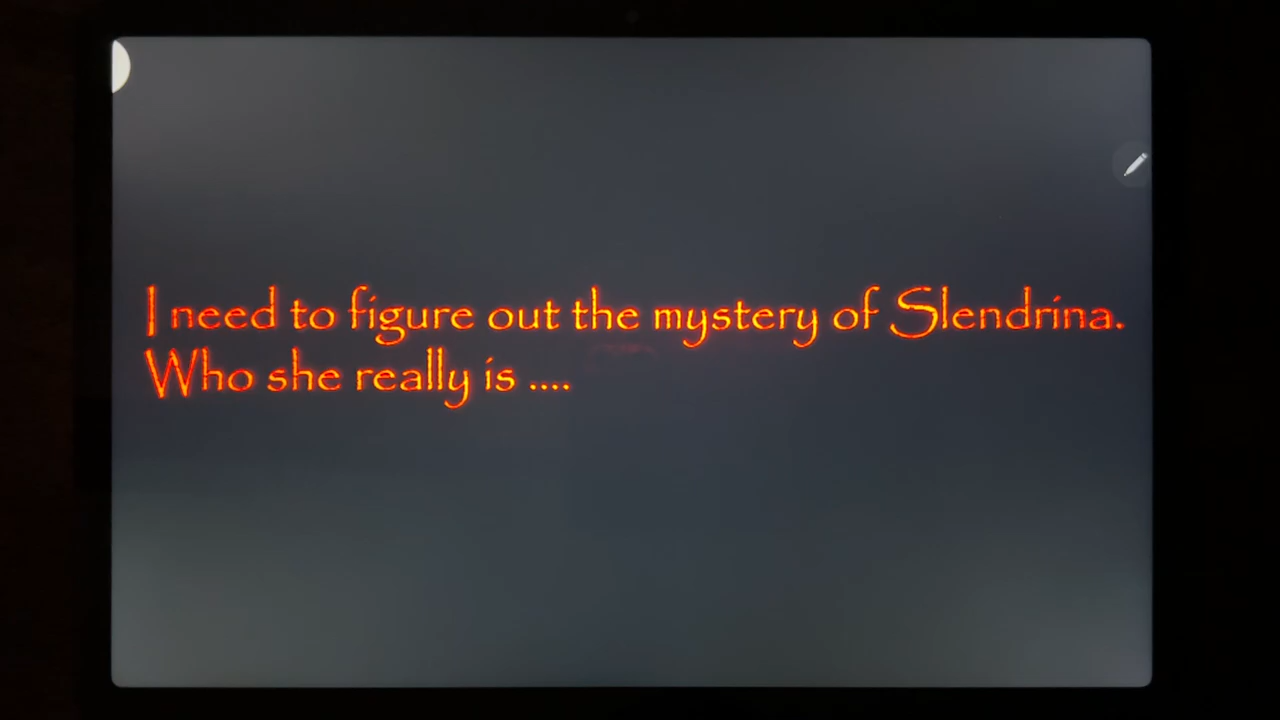 I need to figure out the mystery of Slendrina.
Who she really is ....